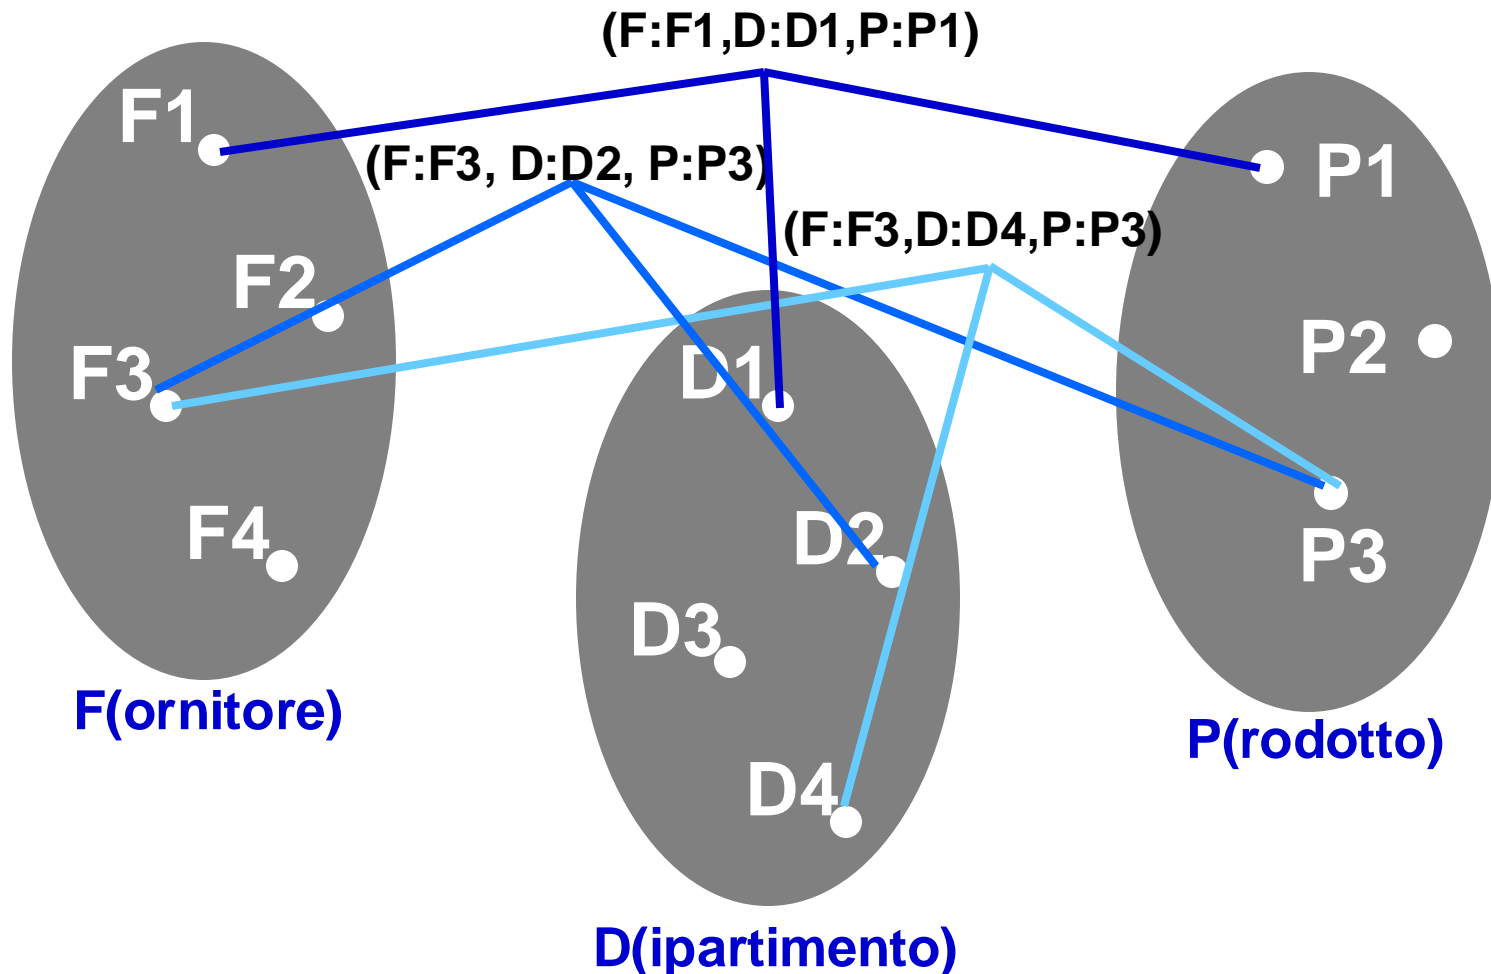 (F:F1,D:D1,P:P1)
F1
(F:F3, D:D2, P:P3)
P1
(F:F3,D:D4,P:P3)
F2
P2
F3
D1
F4
D2
P3
D3
F(ornitore)
P(rodotto)
D4
D(ipartimento)